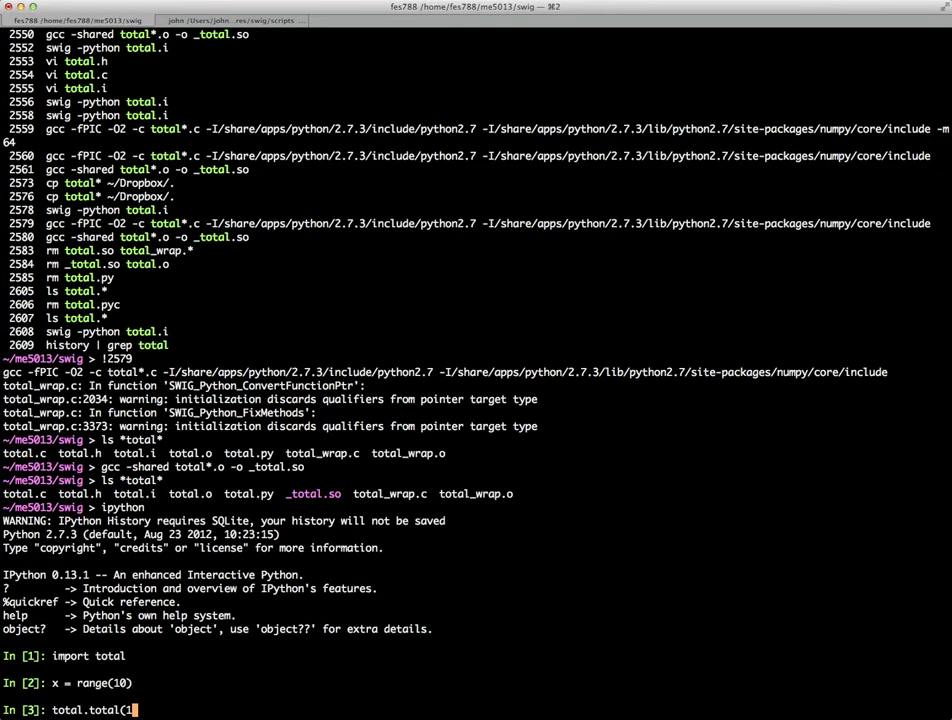 fes788 /home/fes788/me5013/swig — ⌘2
fes788 /home/fes788/me5013/swig
john /Users/john...res/swig/scripts ...
2550 gcc -shared total*.o -o _total.so
2552 swig -python total.i
2553 vi total.h
2554 vi total.c
2555 vi total.i
2556 swig -python total.i
2558 swig -python total.i
2559 gcc -fPIC -O2 -c total*.c -I/share/apps/python/2.7.3/include/python2.7 -I/share/apps/python/2.7.3/lib/python2.7/site-packages/numpy/core/include -m
64
2560 gcc -fPIC -O2 -c total*.c -I/share/apps/python/2.7.3/include/python2.7 -I/share/apps/python/2.7.3/lib/python2.7/site-packages/numpy/core/include
2561 gcc -shared total*.o -o _total.so
2573 cp total* ~/Dropbox/.
2576 cp total* ~/Dropbox/.
2578 swig -python total.i
2579 gcc -fPIC -O2 -c total*.c -I/share/apps/python/2.7.3/include/python2.7 -I/share/apps/python/2.7.3/lib/python2.7/site-packages/numpy/core/include
2580 gcc -shared total*.o -o _total.so
2583 rm total.so total_wrap.*
2584 rm _total.so total.o
2585 rm total.py
2605 ls total.*
2606 rm total.pyc
2607 ls total.*
2608 swig -python total.i
2609 history | grep total
~/me5013/swig > !2579
gcc -fPIC -O2 -c total*.c -I/share/apps/python/2.7.3/include/python2.7 -I/share/apps/python/2.7.3/lib/python2.7/site-packages/numpy/core/include
total_wrap.c: In function 'SWIG_Python_ConvertFunctionPtr':
total_wrap.c:2034: warning: initialization discards qualifiers from pointer target type
total_wrap.c: In function 'SWIG_Python_FixMethods':
total_wrap.c:3373: warning: initialization discards qualifiers from pointer target type
~/me5013/swig > ls *total*
total.c total.h total.i total.o total.py total_wrap.c total_wrap.o
~/me5013/swig > gcc -shared total*.o -o _total.so
~/me5013/swig > ls *total*
total.c total.h total.i total.o total.py _total.so total_wrap.c total_wrap.o
~/me5013/swig > ipython
WARNING: IPython History requires SQLite, your history will not be saved
Python 2.7.3 (default, Aug 23 2012, 10:23:15)
Type "copyright", "credits" or "license" for more information.
IPython 0.13.1 -- An enhanced Interactive Python.
? -> Introduction and overview of IPython's features.
%quickref -> Quick reference.
help -> Python's own help system.
object? -> Details about 'object', use 'object??' for extra details.
In [1]: import total
In [2]: x = range(10)
In [3]: total.total(1